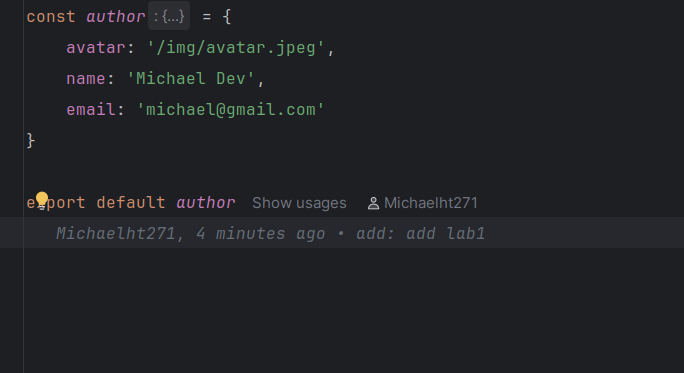 const author :{...} = {
    avatar: '/img/avatar.jpeg',
    name: 'Michael Dev',
    email: 'michael@gmail.com'
}
export default author Show usages Michaelht271
Michaelht271, 4 minutes ago • add: add lab1